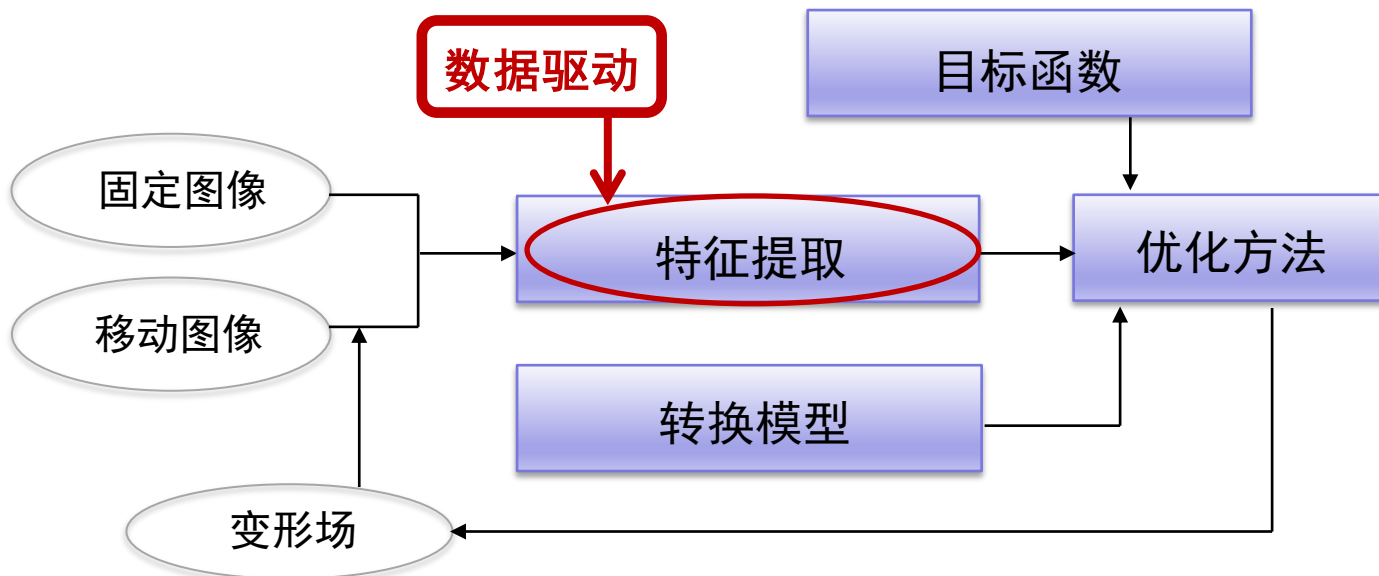 数据驱动
目标函数
固定图像
特征提取
优化方法
移动图像
转换模型
变形场